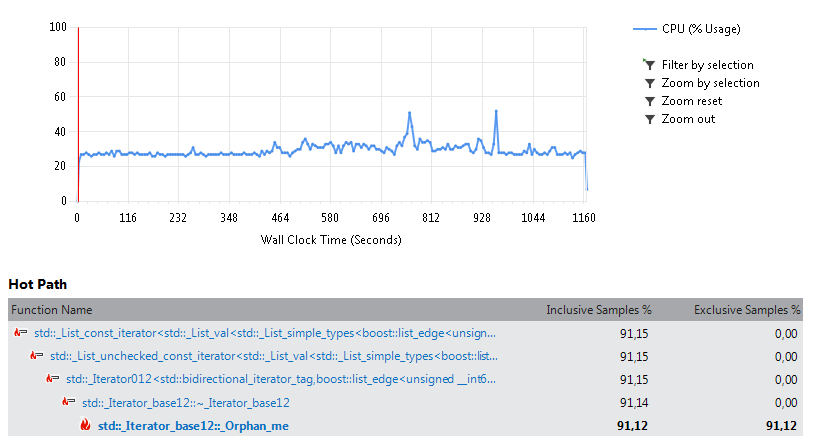 100
80
60
40
20
0
0 116 232 348 464 580 696 812 928 1044 1160
Wall Clock Time (Seconds)
CPU (% Usage)
Filter by selection
Zoom by selection
Zoom reset
Zoom out
Hot Path
Function Name Inclusive Samples % Exclusive Samples %
std::_List_const_iterator<std::_List_val<std::_List_simple_types<boost::list_edge<unsign... 91,15 0,00
std::_List_unchecked_const_iterator<std::_List_val<std::_List_simple_types<boost::list... 91,15 0,00
std::_Iterator012<std::bidirectional_iterator_tag,boost::list_edge<unsigned __int6... 91,15 0,00
std::_Iterator_base12::~_Iterator_base12 91,14 0,00
std::_Iterator_base12::_Orphan_me 91,12 91,12